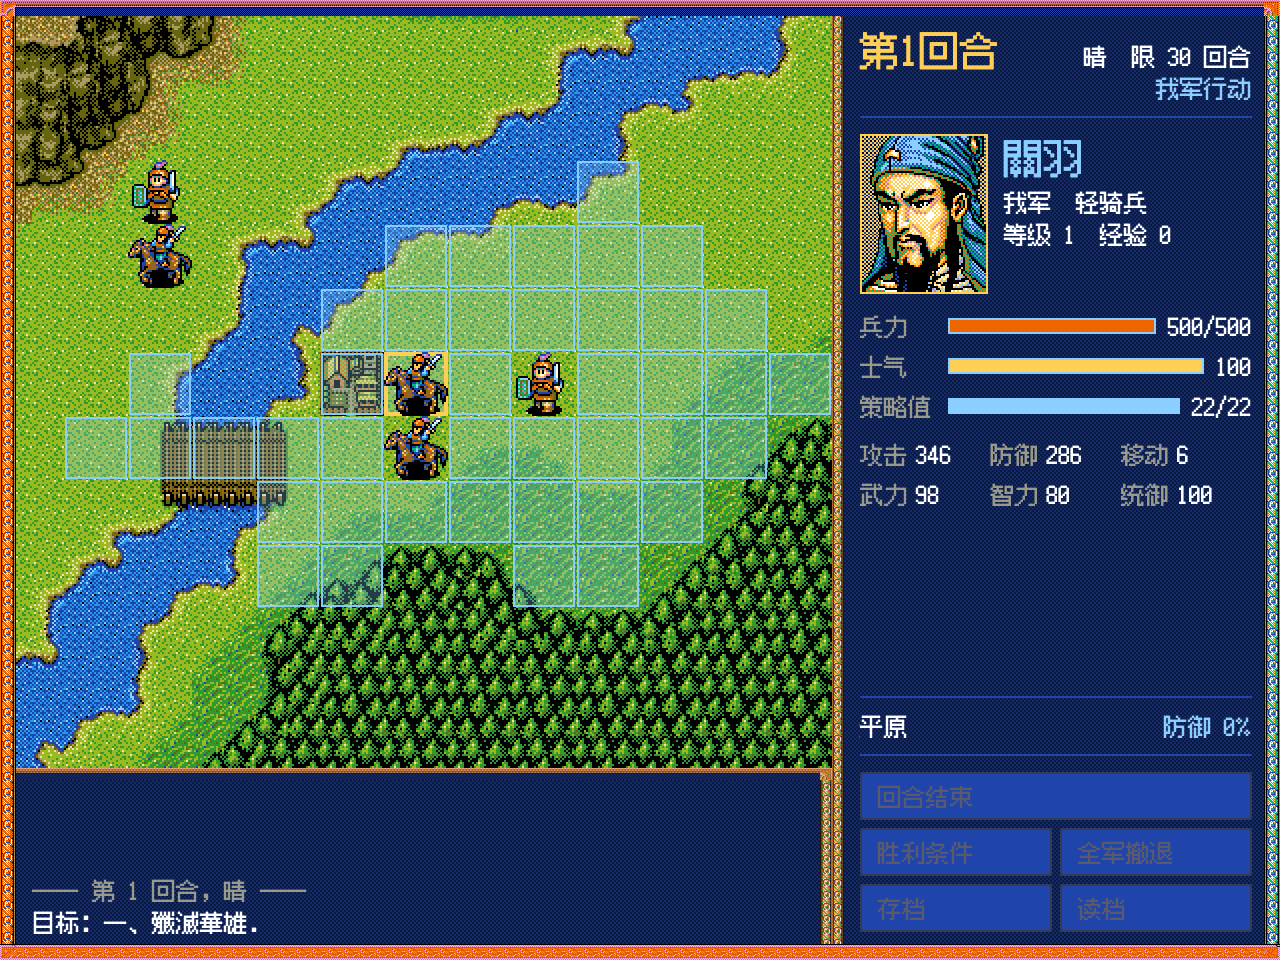 第1回合
晴 限 30 回合
我军行动
關羽
我军 轻骑兵
等级 1 经验 0
兵力 500/500
士气 100
策略值 22/22
攻击 346 防御 286 移动 6
武力 98 智力 80 统御 100
平原 防御 0%
回合结束
胜利条件 全军撤退
存档 读档
—— 第 1 回合，晴 ——
目标：一、殲滅華雄．